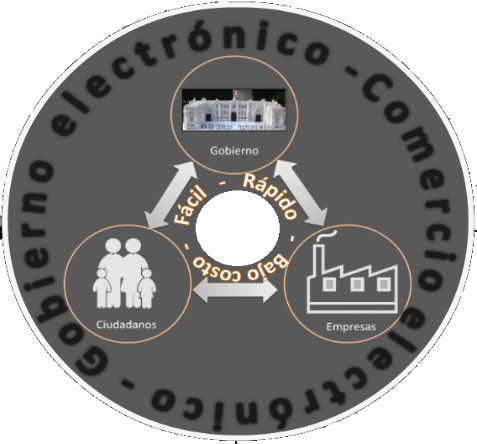 Gobierno electrónico - Comercio electrónico -
Gobierno
Fácil - Rápido - Bajo costo -
Ciudadanos
Empresas